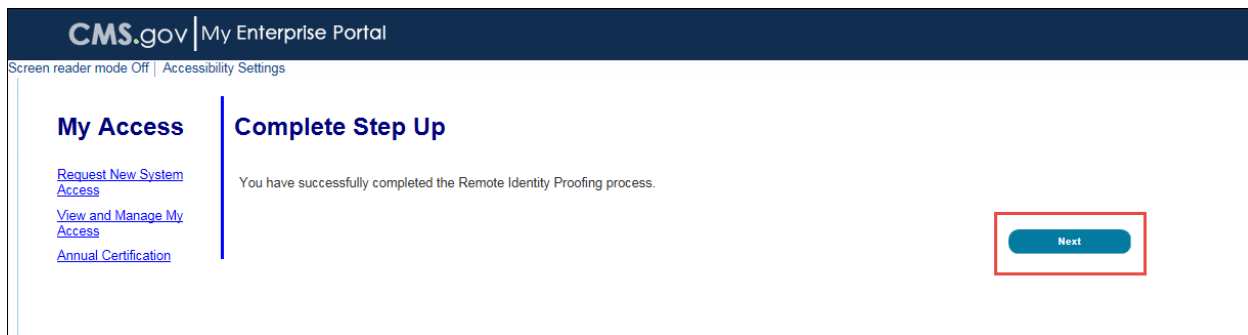 CMS.gov | My Enterprise Portal
Screen reader mode Off | Accessibility Settings
My Access
Request New System
Access
View and Manage My
Access
Annual Certification
Complete Step Up
You have successfully completed the Remote Identity Proofing process.
Next